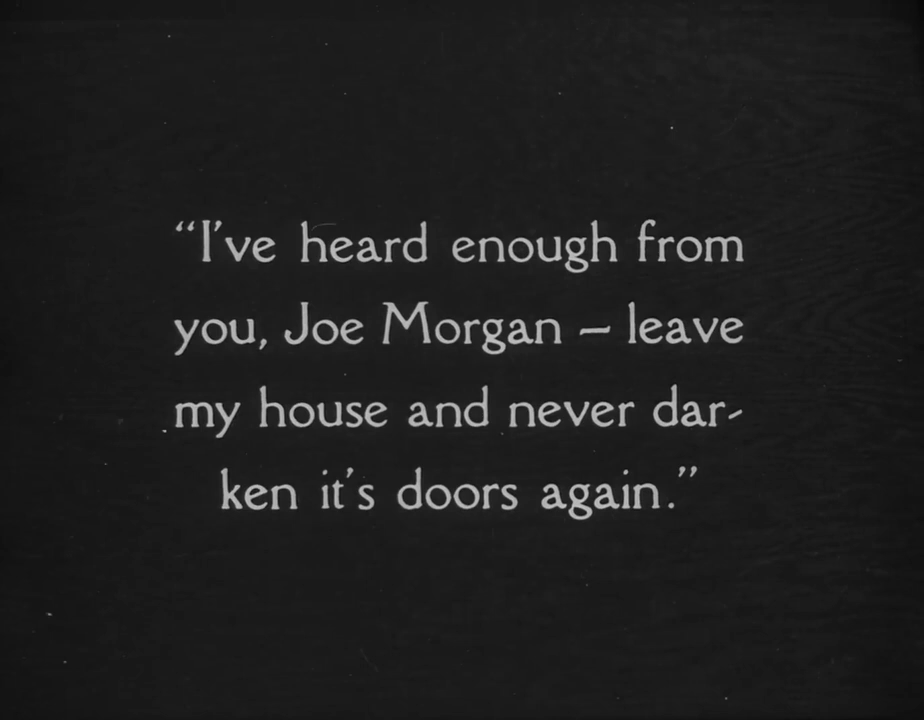 “I've heard enough from
you, Joe Morgan – leave
my house and never dar-
ken it's doors again.”